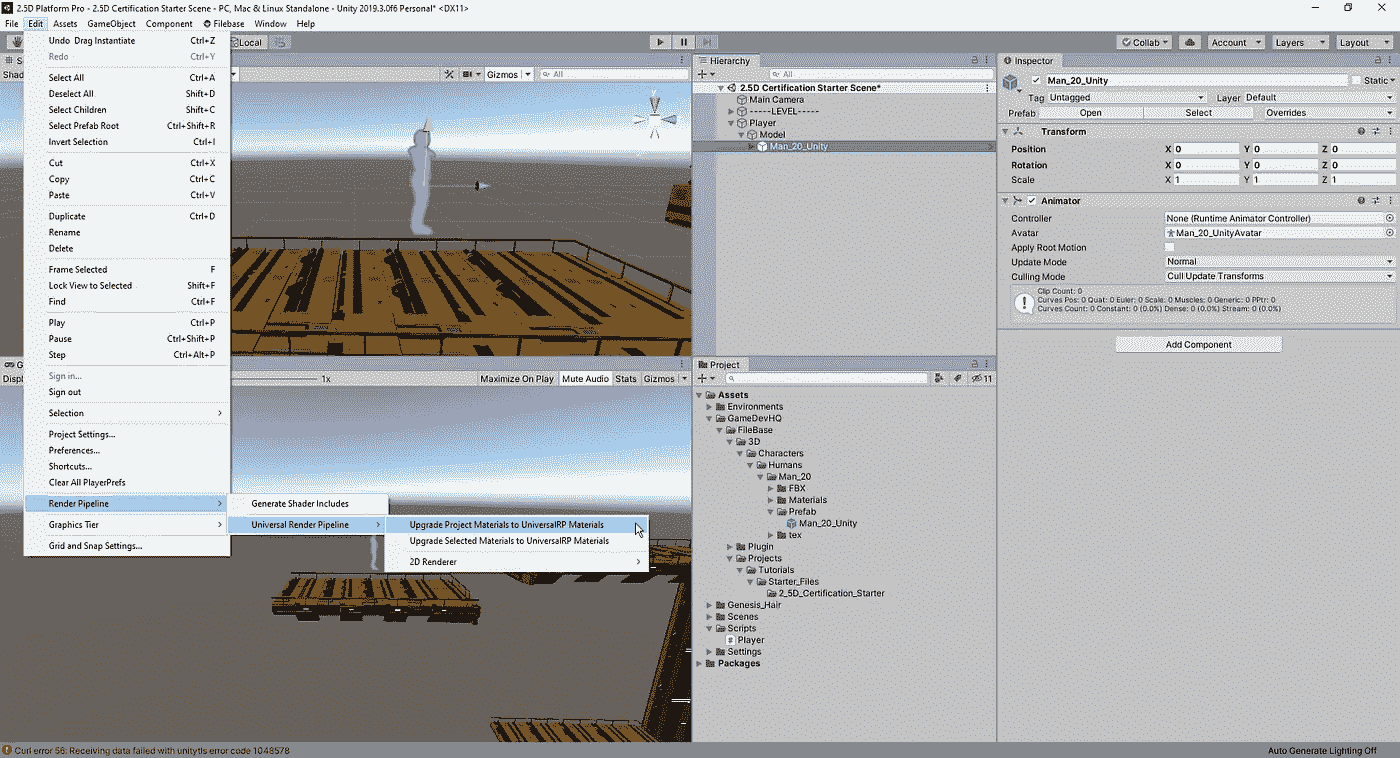 2.5D Platform Pro - 2.5D Certification Starter Scene - PC, Mac & Linux Standalone - Unity 2019.3.0f6 Personal* <DX11>
File Edit Assets GameObject Component Filebase Window Help
Local Collab Account Layers Layout
Undo Drag Instantiate Ctrl+Z
Redo Ctrl+Y
Select All Ctrl+A
Deselect All Shift+D
Select Children Shift+C
Select Prefab Root Ctrl+Shift+R
Invert Selection Ctrl+I
Cut Ctrl+X
Copy Ctrl+C
Paste Ctrl+V
Duplicate Ctrl+D
Rename
Delete
Frame Selected F
Lock View to Selected Shift+F
Find Ctrl+F
Play Ctrl+P
Pause Ctrl+Shift+P
Step Ctrl+Alt+P
Sign in...
Sign out
Selection
Project Settings...
Preferences...
Shortcuts...
Clear All PlayerPrefs
Render Pipeline
Graphics Tier
Grid and Snap Settings...
Generate Shader Includes
Universal Render Pipeline
Upgrade Project Materials to UniversalRP Materials
Upgrade Selected Materials to UniversalRP Materials
2D Renderer
S
Shad
Gizmos All
G
Displ
1x Maximize On Play Mute Audio Stats Gizmos
Hierarchy
All
2.5D Certification Starter Scene*
Main Camera
-----LEVEL-----
Player
Model
Man_20_Unity
Project
11
Assets
Environments
GameDevHQ
FileBase
3D
Characters
Humans
Man_20
FBX
Materials
Prefab
Man_20_Unity
tex
Plugin
Projects
Tutorials
Starter_Files
2_5D_Certification_Starter
Genesis_Hair
Scenes
Scripts
Player
Settings
Packages
Inspector
Man_20_Unity Static
Tag Untagged Layer Default
Prefab Open Select Overrides
Transform
Position X 0 Y 0 Z 0
Rotation X 0 Y 0 Z 0
Scale X 1 Y 1 Z 1
Animator
Controller None (Runtime Animator Controller)
Avatar Man_20_UnityAvatar
Apply Root Motion
Update Mode Normal
Culling Mode Cull Update Transforms
Clip Count: 0
Curves Pos: 0 Quat: 0 Euler: 0 Scale: 0 Muscles: 0 Generic: 0 PPtr: 0
Curves Count: 0 Constant: 0 (0.0%) Dense: 0 (0.0%) Stream: 0 (0.0%)
Add Component
Curl error 56: Receiving data failed with unitytls error code 1048578
Auto Generate Lighting Off